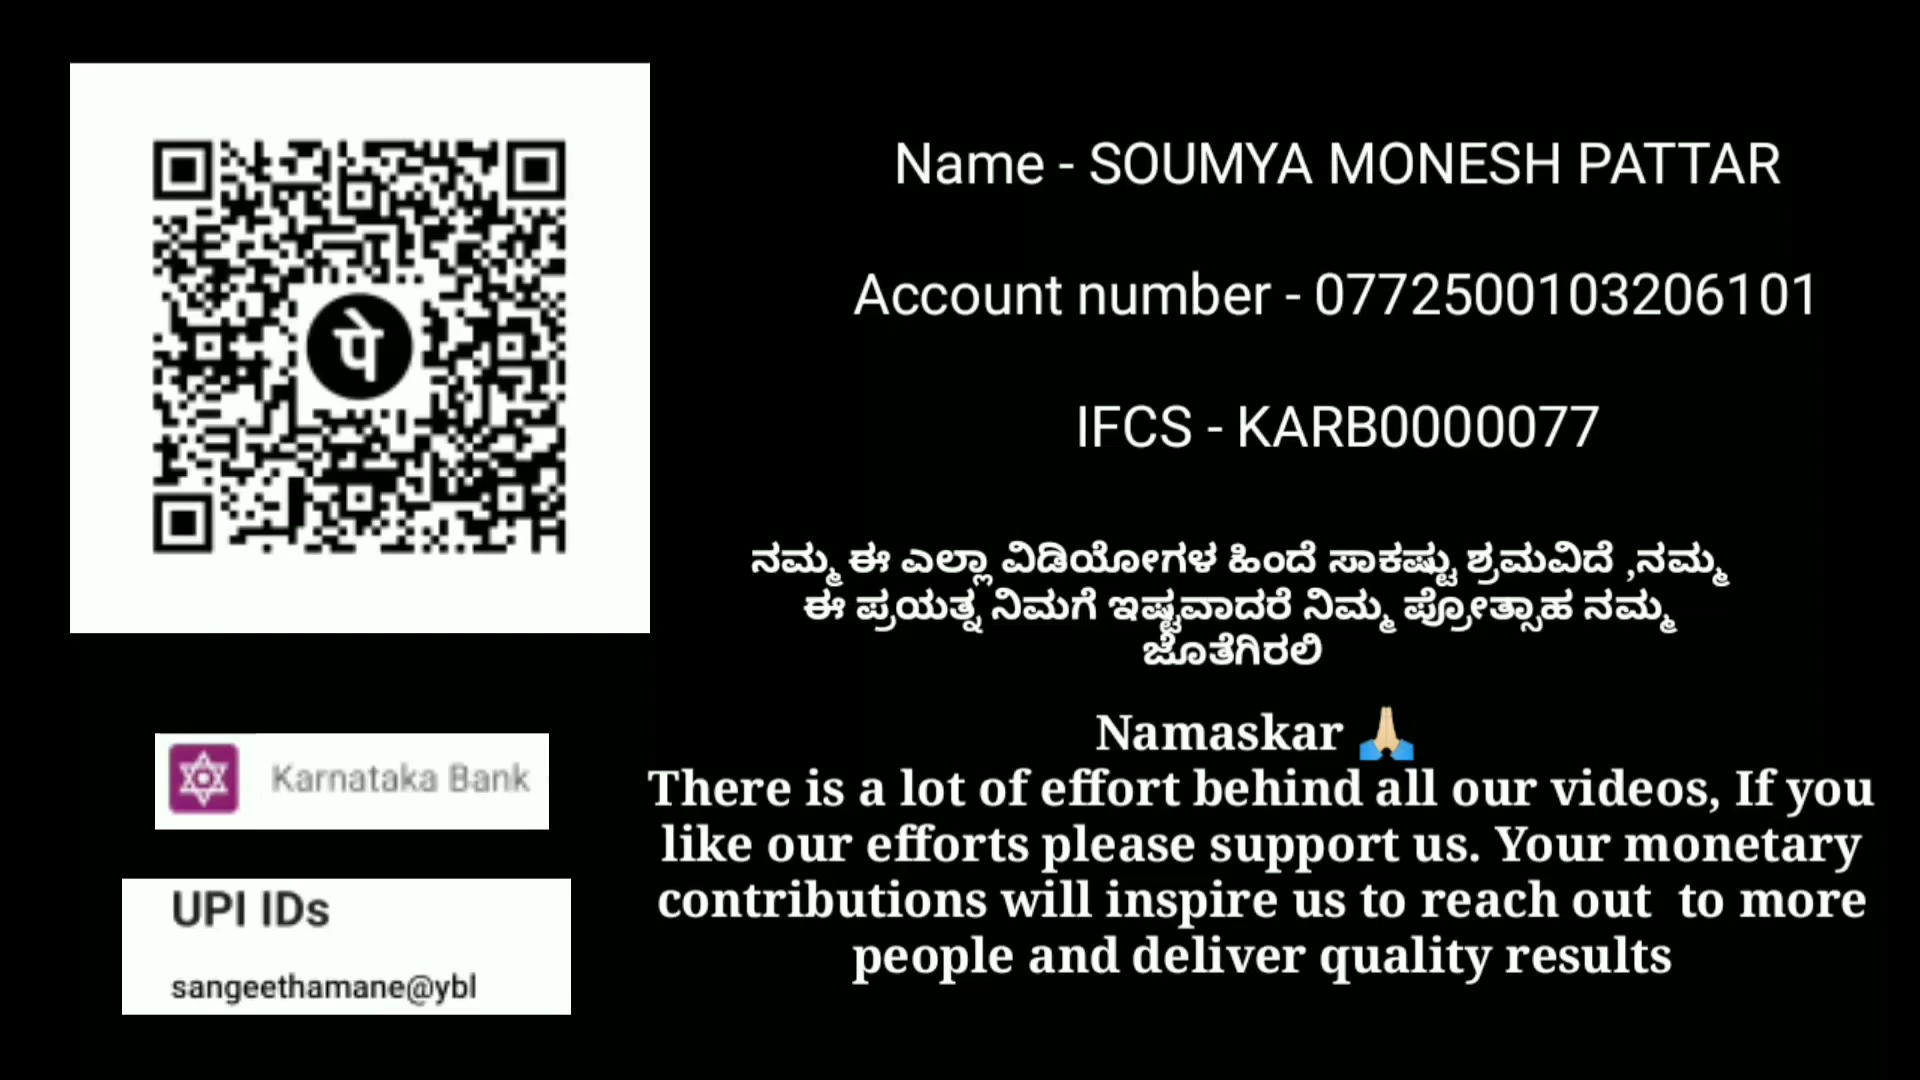 पे
Name - SOUMYA MONESH PATTAR
Account number - 0772500103206101
IFCS - KARB0000077
ನಮ್ಮ ಈ ಎಲ್ಲಾ ವಿಡಿಯೋಗಳ ಹಿಂದೆ ಸಾಕಷ್ಟು ಶ್ರಮವಿದೆ ,ನಮ್ಮ
ಈ ಪ್ರಯತ್ನ ನಿಮಗೆ ಇಷ್ಟವಾದರೆ ನಿಮ್ಮ ಪ್ರೋತ್ಸಾಹ ನಮ್ಮ
ಜೊತೆಗಿರಲಿ
Namaskar 🙏🏼
There is a lot of effort behind all our videos, If you
like our efforts please support us. Your monetary
contributions will inspire us to reach out  to more
people and deliver quality results
Karnataka Bank
UPI IDs
sangeethamane@ybl